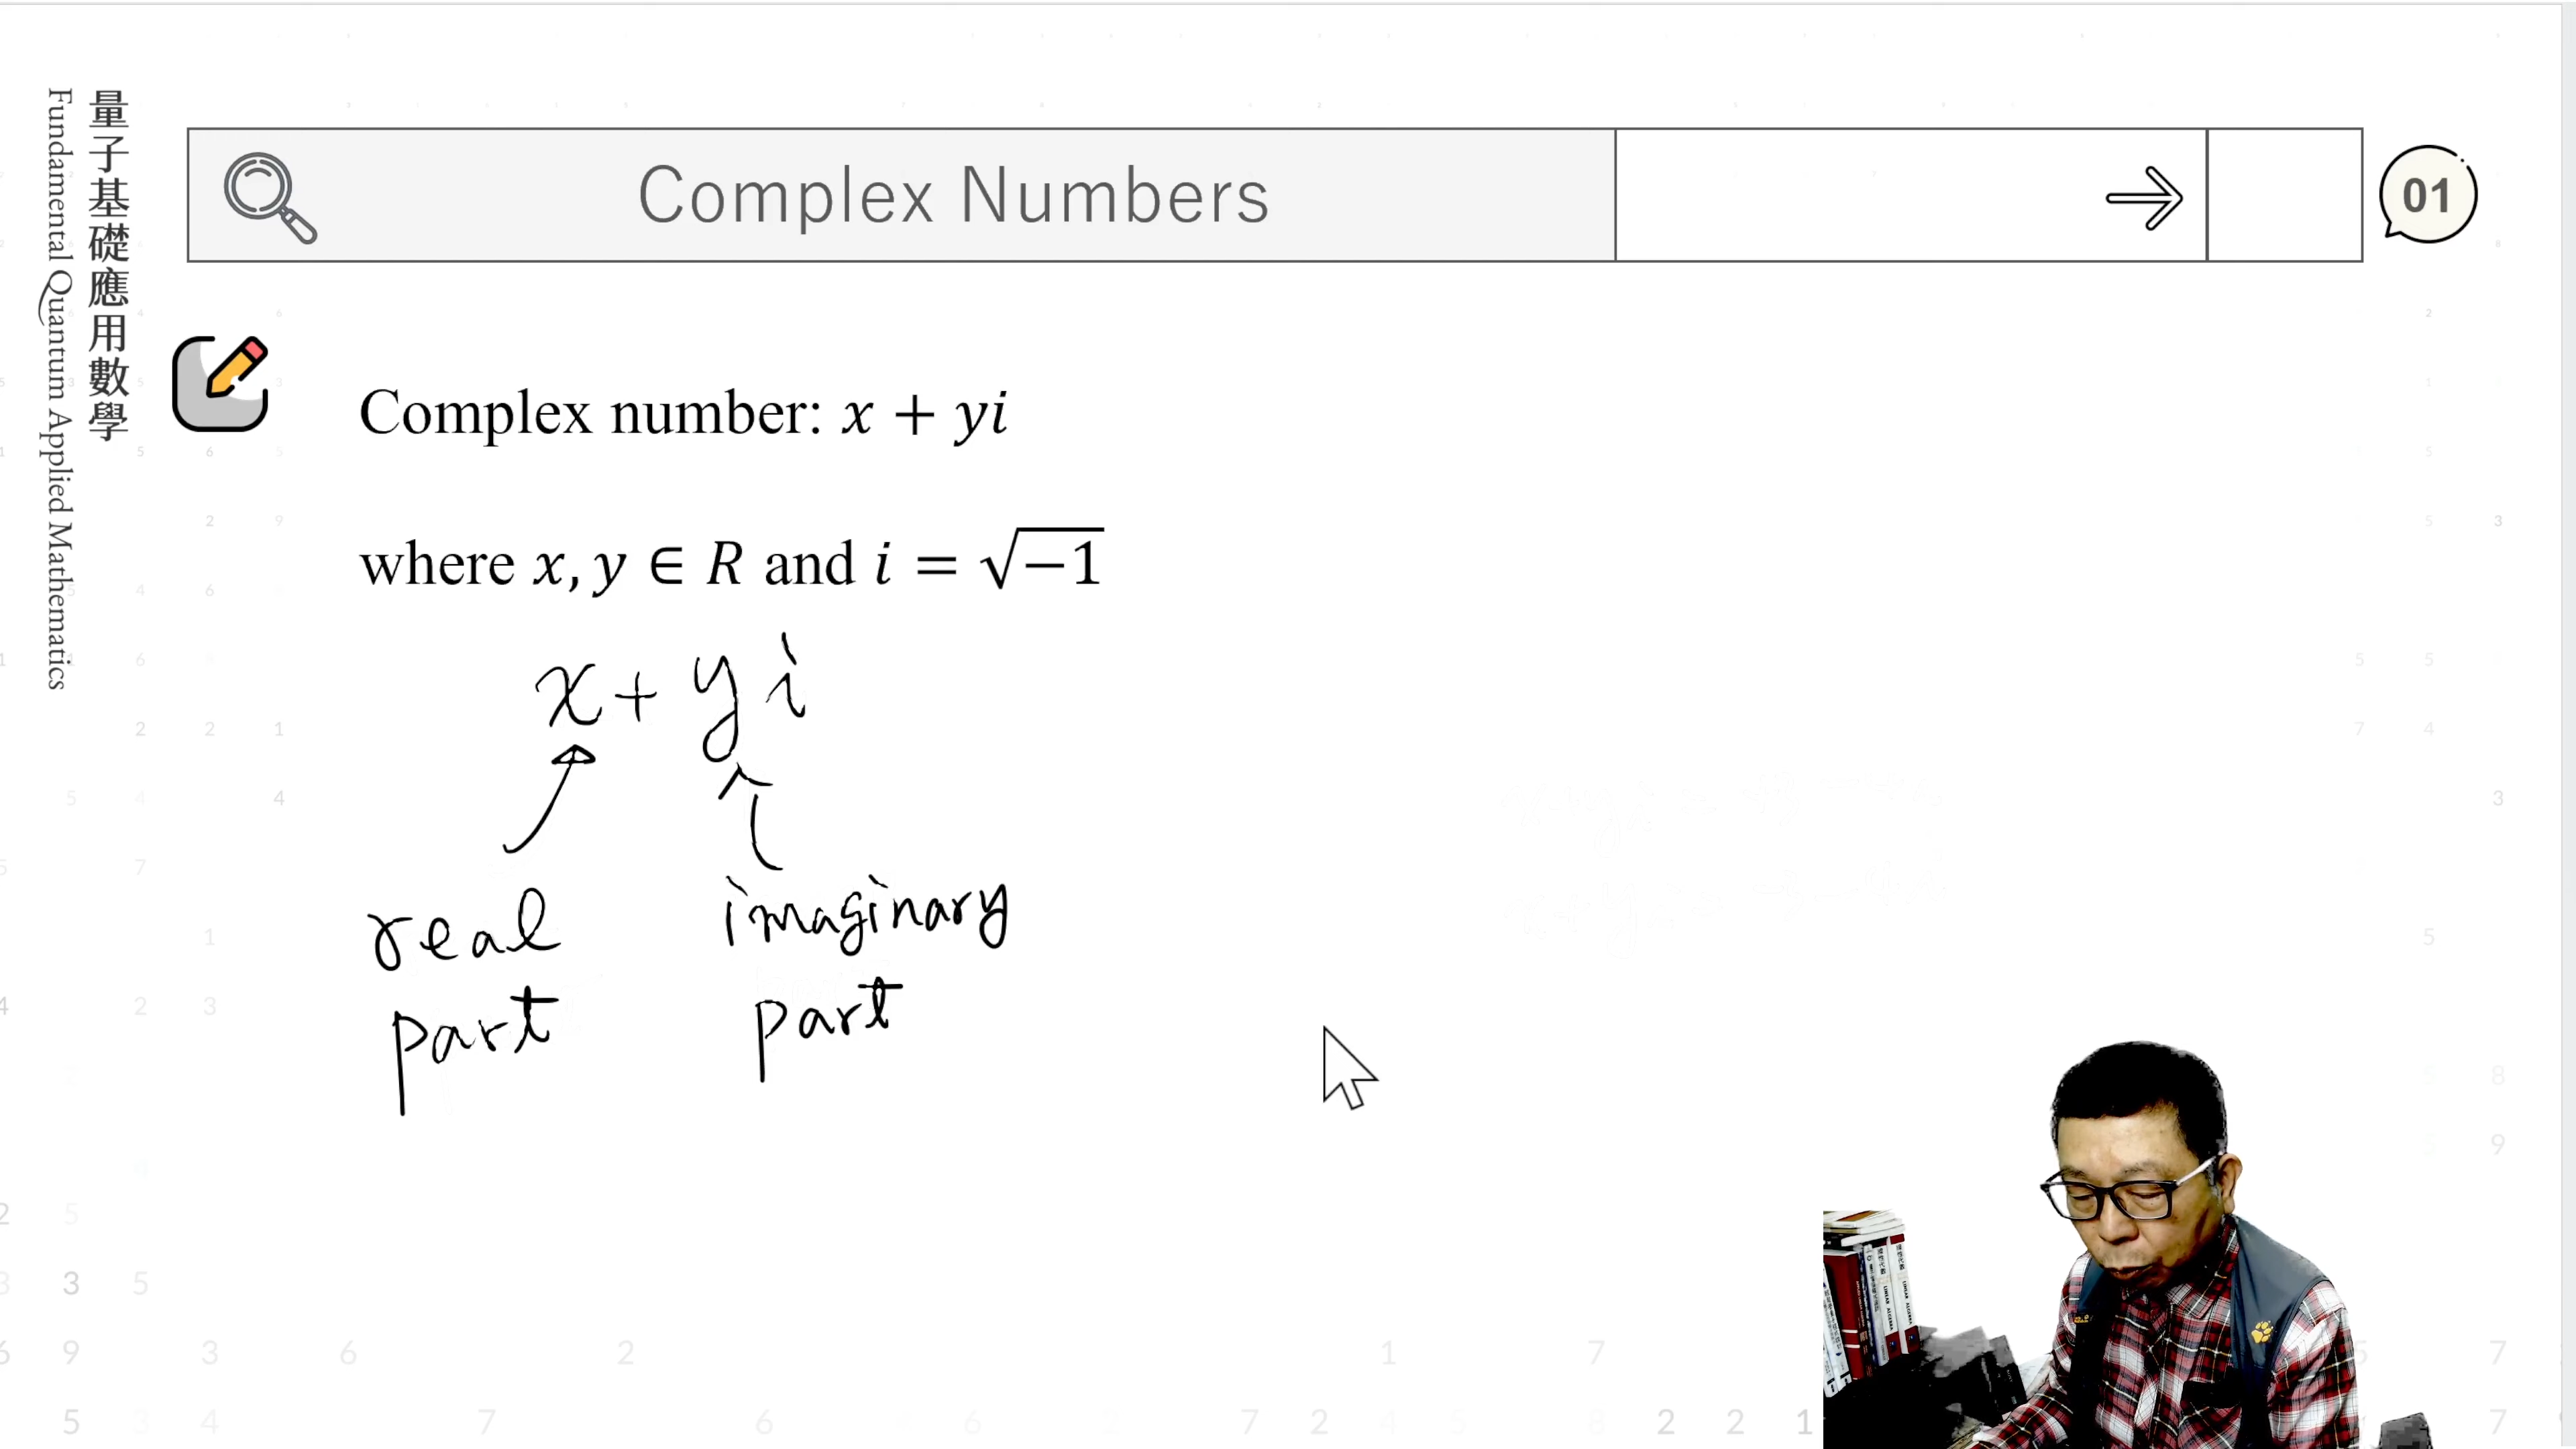 量子基礎應用數學
Fundamental Quantum Applied Mathematics
Complex Numbers
01
Complex number: x + yi
where x, y ∈ R and i = √−1
x + y i
real
part
imaginary
part